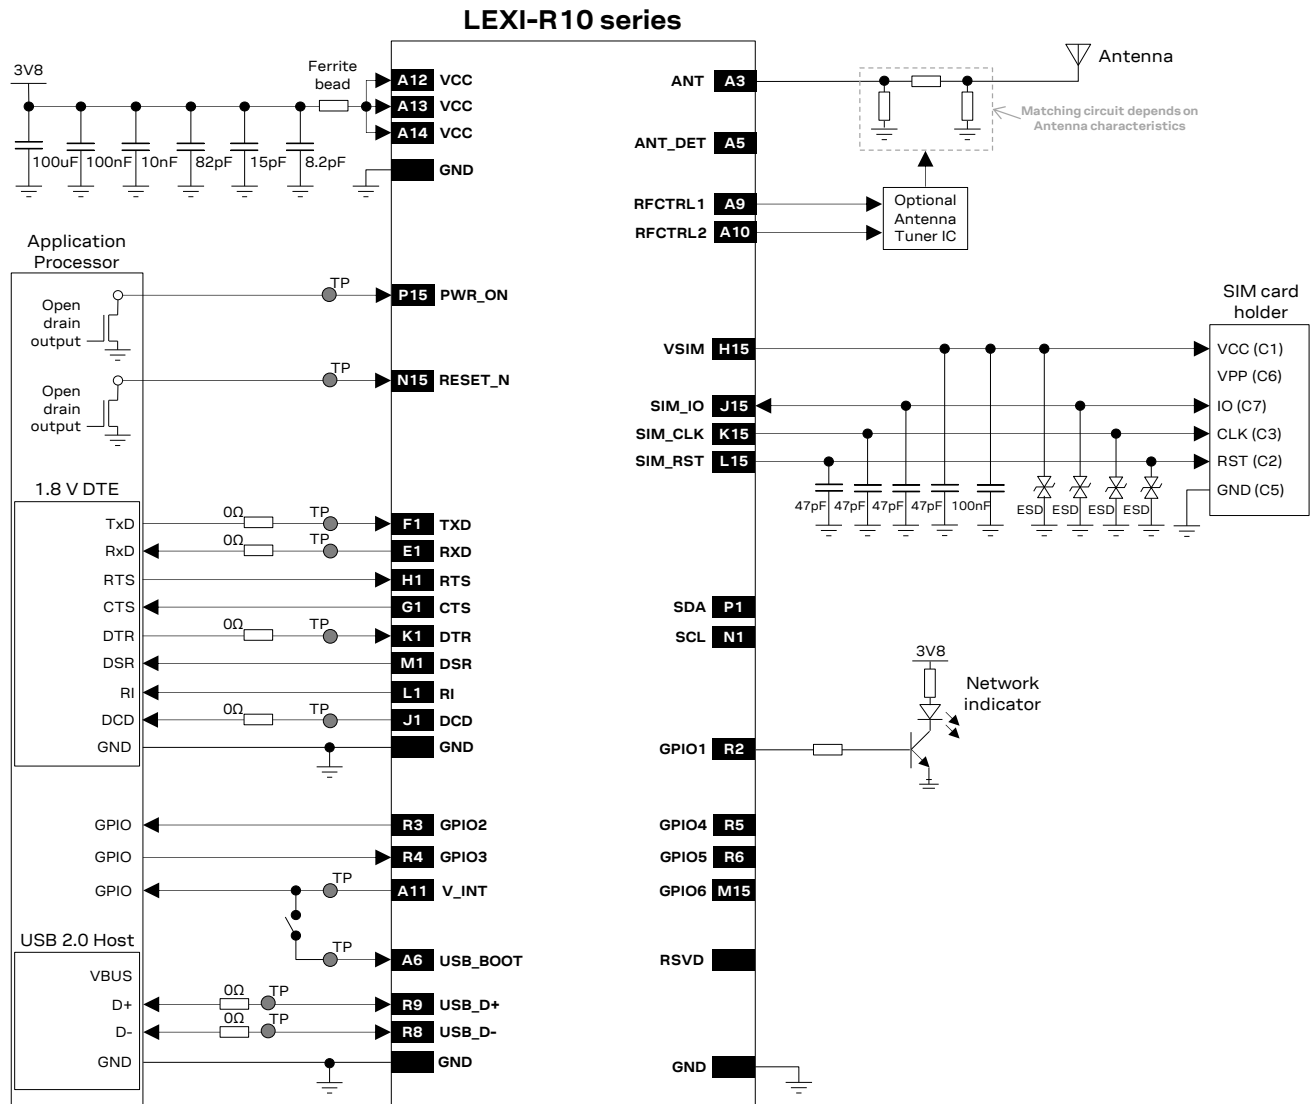 LEXI-R10 series
3V8
Ferrite
bead
100uF 100nF 10nF 82pF 15pF 8.2pF
A12 VCC
A13 VCC
A14 VCC
GND
Application
Processor
Open
drain
output
TP
P15 PWR_ON
Open
drain
output
TP
N15 RESET_N
1.8 V DTE
TxD 0Ω TP F1 TXD
RxD 0Ω TP E1 RXD
RTS H1 RTS
CTS G1 CTS
DTR 0Ω TP K1 DTR
DSR M1 DSR
RI L1 RI
DCD 0Ω TP J1 DCD
GND GND
GPIO R3 GPIO2
GPIO R4 GPIO3
GPIO TP A11 V_INT
TP A6 USB_BOOT
USB 2.0 Host
VBUS
D+ 0Ω TP R9 USB_D+
D- 0Ω TP R8 USB_D-
GND GND
ANT A3
Antenna
Matching circuit depends on
Antenna characteristics
ANT_DET A5
RFCTRL1 A9
RFCTRL2 A10
Optional
Antenna
Tuner IC
SIM card
holder
VSIM H15 VCC (C1)
VPP (C6)
SIM_IO J15 IO (C7)
SIM_CLK K15 CLK (C3)
SIM_RST L15 RST (C2)
GND (C5)
47pF 47pF 47pF 47pF 100nF ESD ESD ESD ESD
SDA P1
SCL N1
3V8
Network
indicator
GPIO1 R2
GPIO4 R5
GPIO5 R6
GPIO6 M15
RSVD
GND